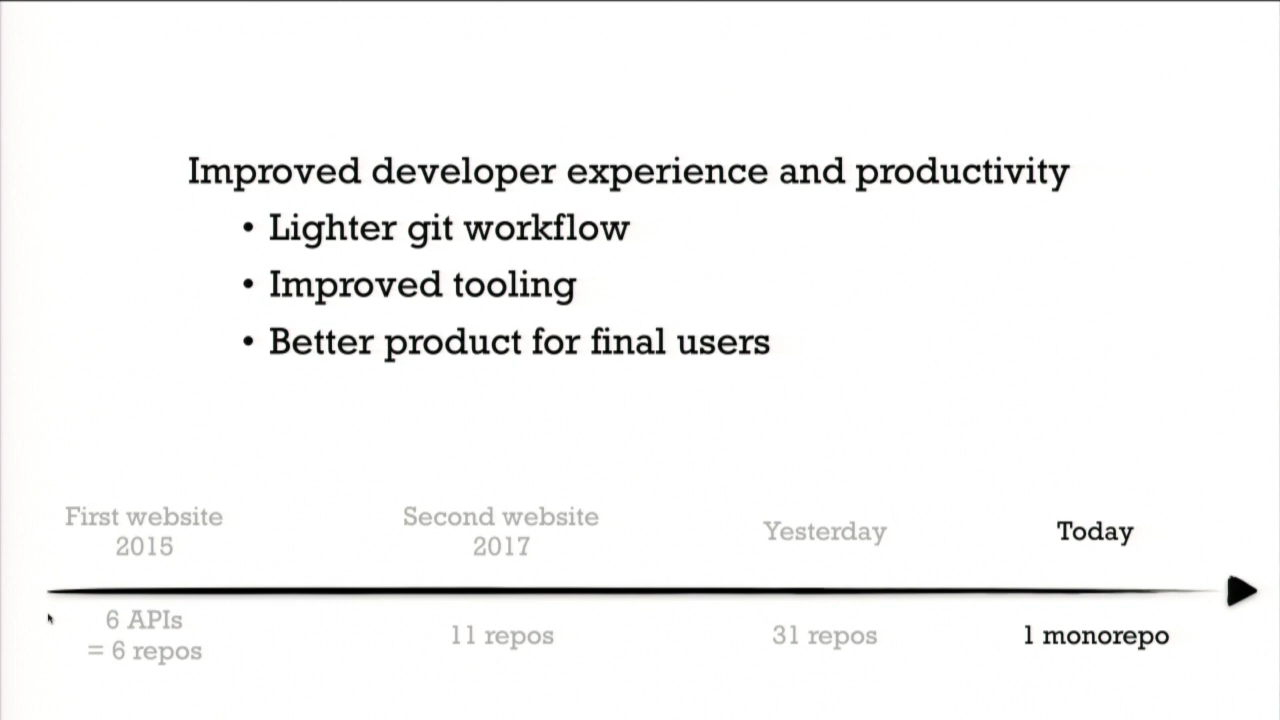 Improved developer experience and productivity
• Lighter git workflow
• Improved tooling
• Better product for final users
First website
2015
Second website
2017
Yesterday
Today
6 APIs
= 6 repos
11 repos
31 repos
1 monorepo